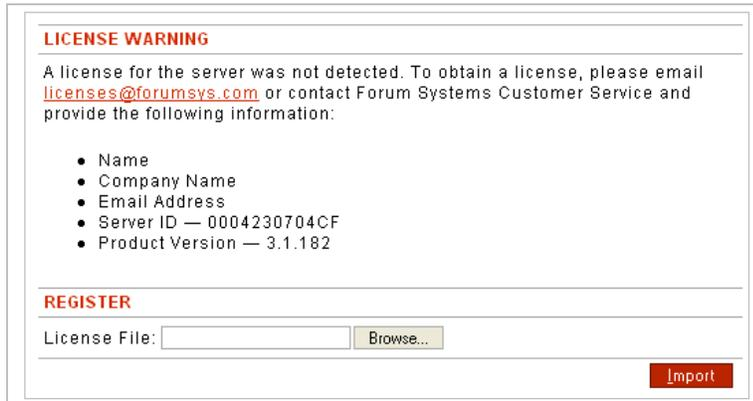 LICENSE WARNING
A license for the server was not detected. To obtain a license, please email
licenses@forumsys.com or contact Forum Systems Customer Service and
provide the following information:
● Name
● Company Name
● Email Address
● Server ID — 0004230704CF
● Product Version — 3.1.182
REGISTER
License File: Browse...
Import